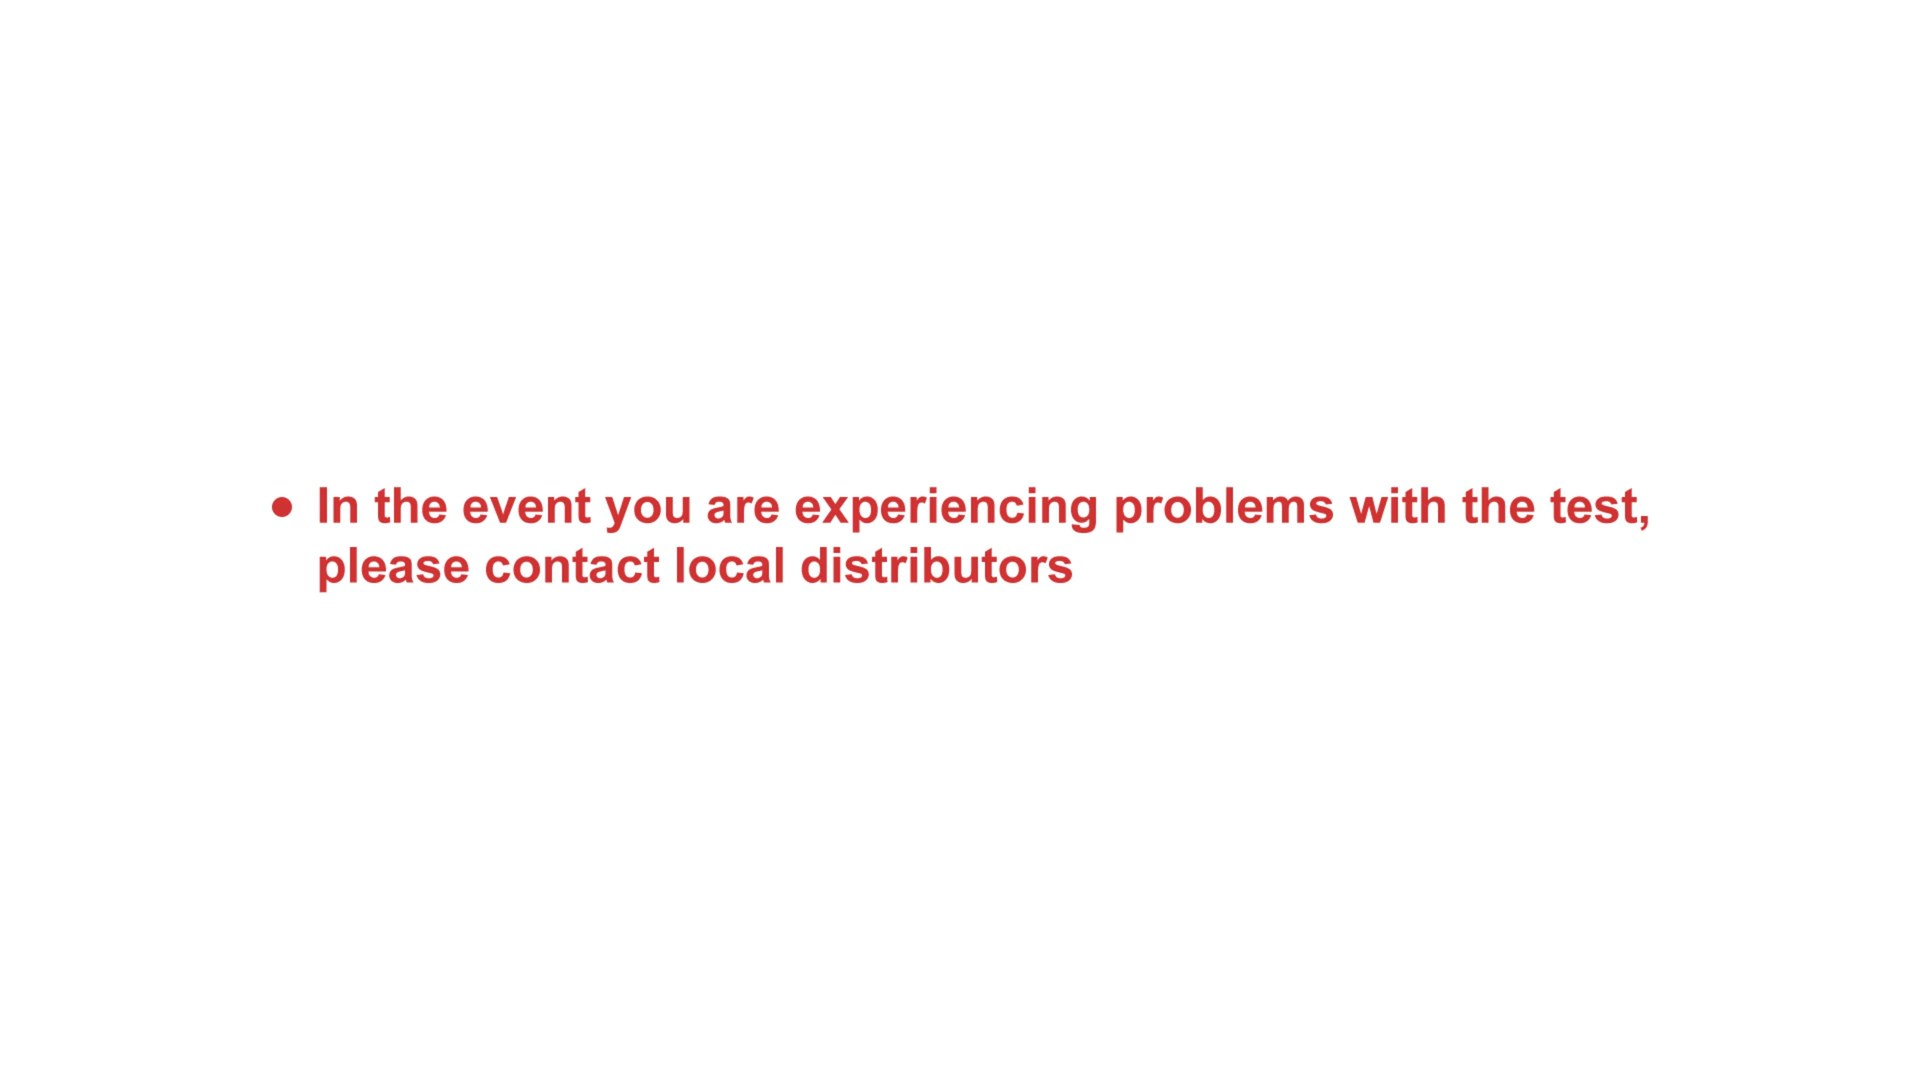 • In the event you are experiencing problems with the test,
please contact local distributors